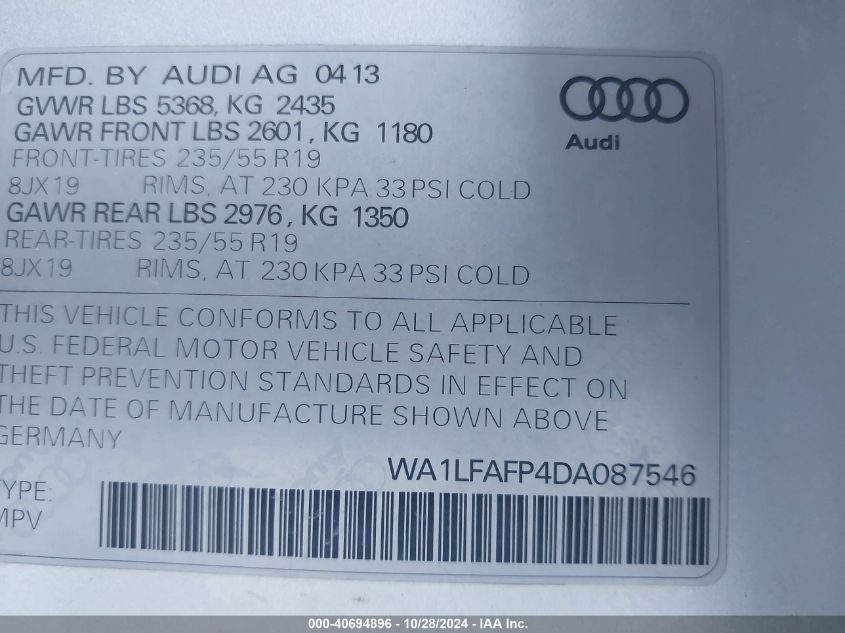 MFD. BY AUDI AG 0413
GVWR LBS 5368, KG 2435
GAWR FRONT LBS 2601, KG 1180
FRONT-TIRES 235/55 R19
8JX19 RIMS, AT 230 KPA 33 PSI COLD
GAWR REAR LBS 2976, KG 1350
REAR-TIRES 235/55 R19
8JX19 RIMS, AT 230 KPA 33 PSI COLD
Audi
THIS VEHICLE CONFORMS TO ALL APPLICABLE
U.S. FEDERAL MOTOR VEHICLE SAFETY AND
THEFT PREVENTION STANDARDS IN EFFECT ON
THE DATE OF MANUFACTURE SHOWN ABOVE
GERMANY
WA1LFAFP4DA087546
TYPE:
MPV
000-40694896 - 10/28/2024 - IAA Inc.